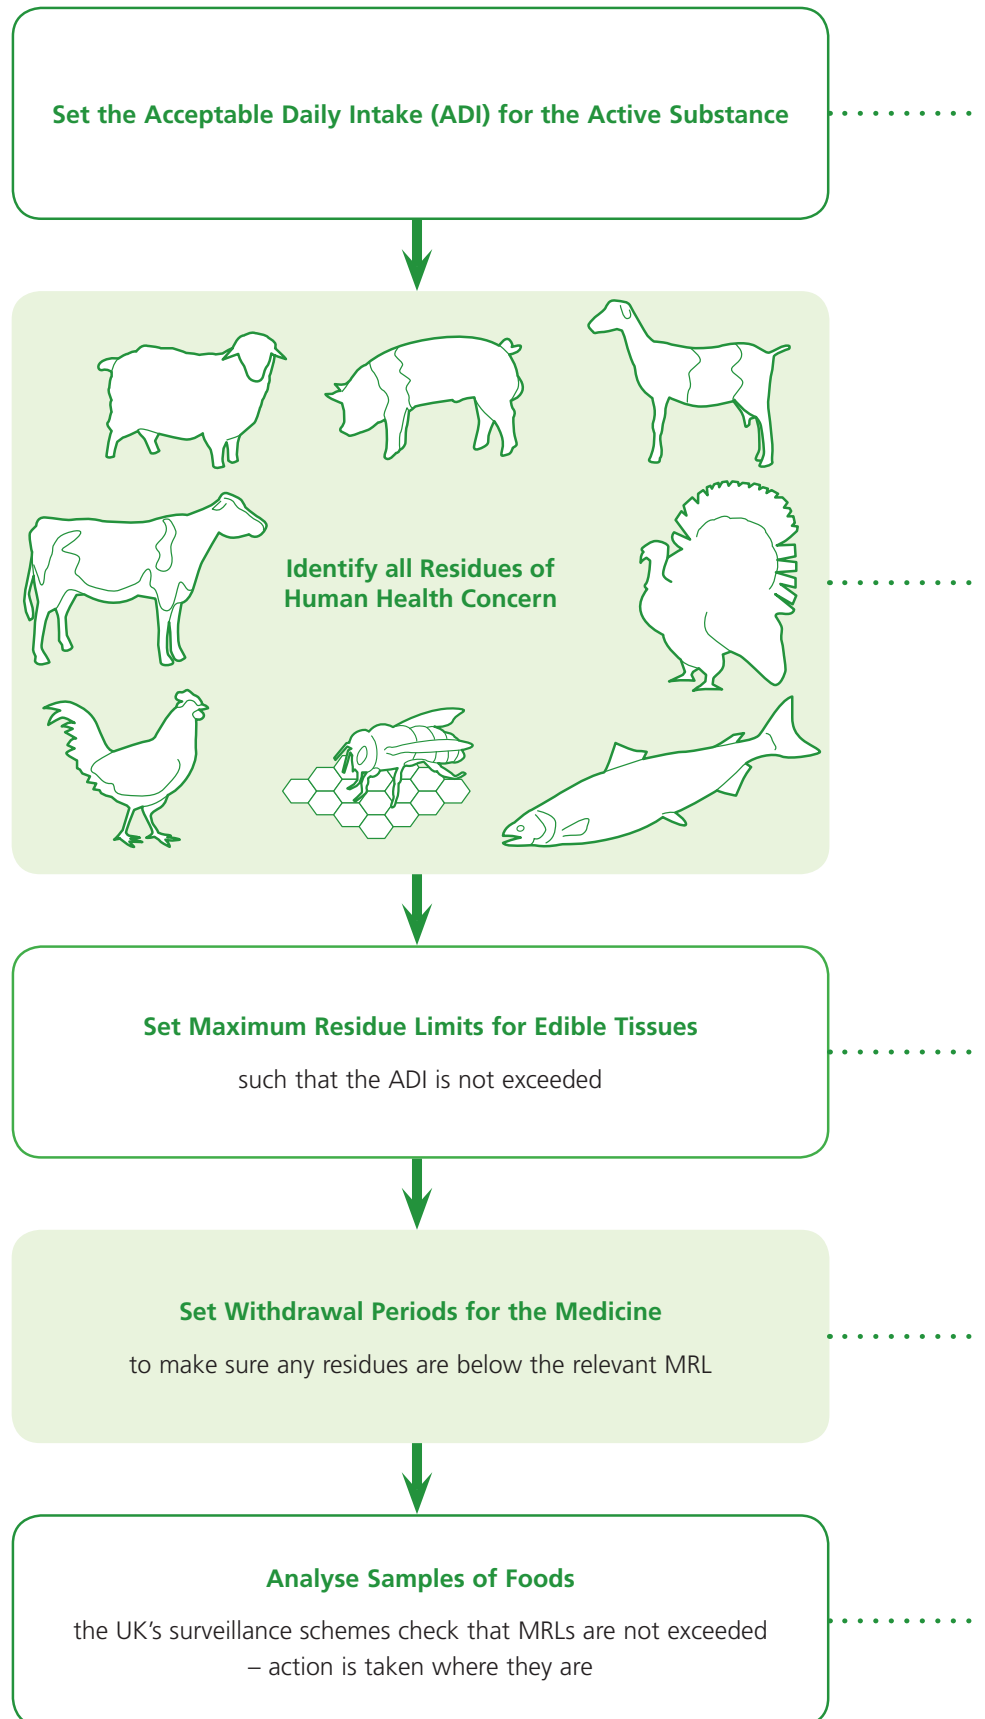 Set the Acceptable Daily Intake (ADI) for the Active Substance
Identify all Residues of
Human Health Concern
Set Maximum Residue Limits for Edible Tissues
such that the ADI is not exceeded
Set Withdrawal Periods for the Medicine
to make sure any residues are below the relevant MRL
Analyse Samples of Foods
the UK’s surveillance schemes check that MRLs are not exceeded
– action is taken where they are